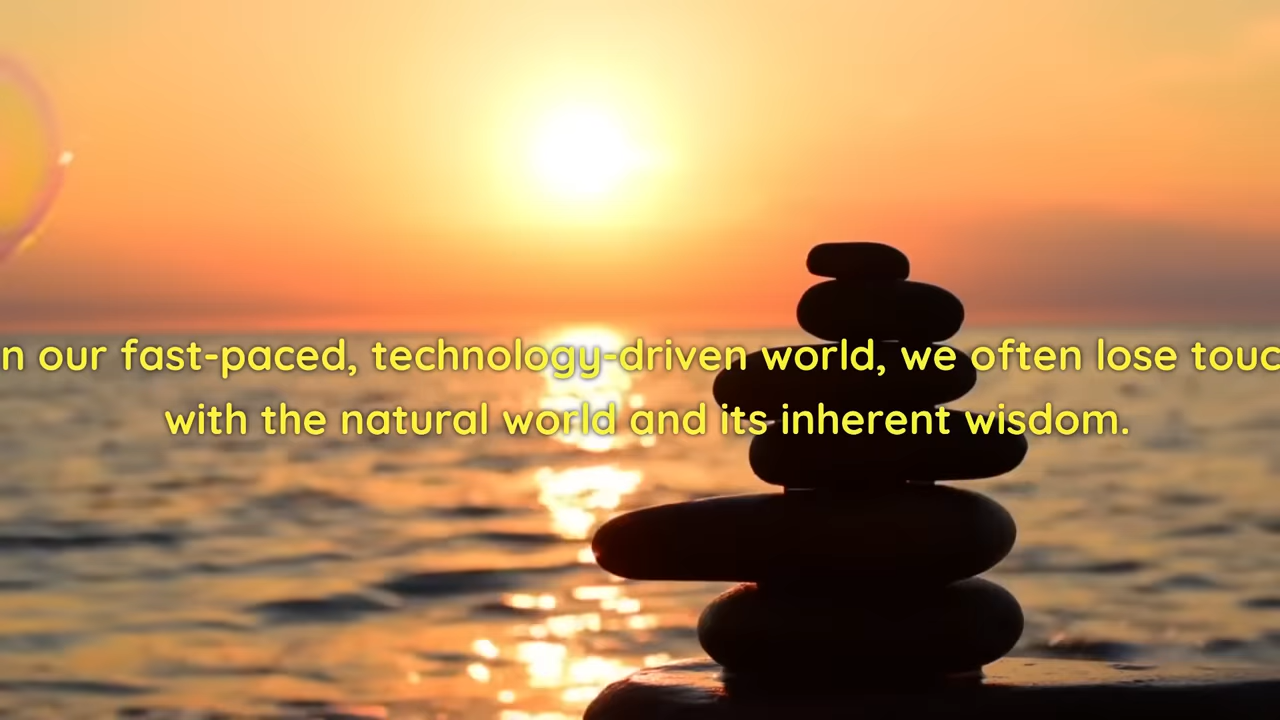 n our fast-paced, technology-driven world, we often lose touc
with the natural world and its inherent wisdom.